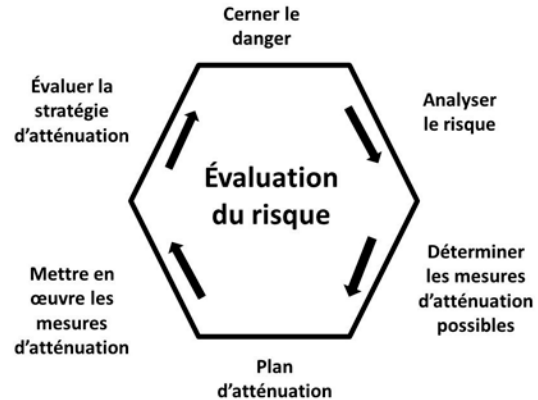 Cerner le
danger
Analyser
le risque
Déterminer
les mesures
d'atténuation
possibles
Plan
d'atténuation
Mettre en
œuvre les
mesures
d'atténuation
Évaluer la
stratégie
d'atténuation
Évaluation
du risque